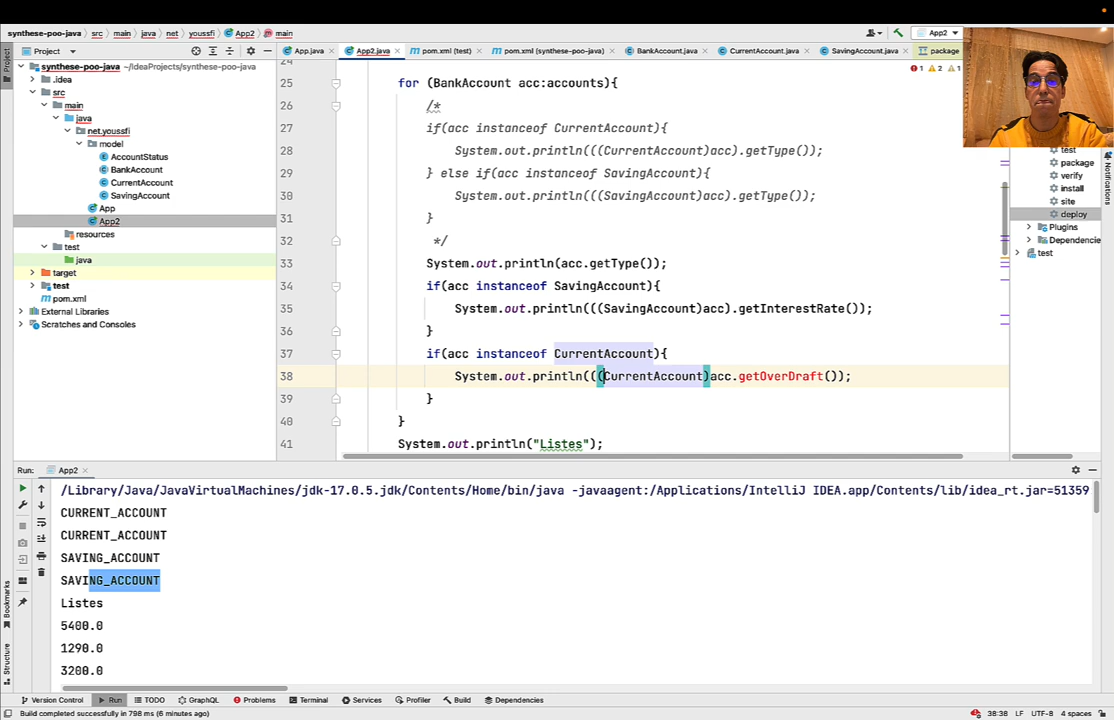 synthese-poo-java > src > main > java > net > youssfi > App2 > main
App2
Project
App.java
App2.java
pom.xml (test)
pom.xml (synthese-poo-java)
BankAccount.java
CurrentAccount.java
SavingAccount.java
package
synthese-poo-java ~/IdeaProjects/synthese-poo-java
.idea
src
main
java
net.youssfi
model
AccountStatus
BankAccount
CurrentAccount
SavingAccount
App
App2
resources
test
java
target
test
pom.xml
External Libraries
Scratches and Consoles
24
25 for (BankAccount acc:accounts){
26 /*
27 if(acc instanceof CurrentAccount){
28 System.out.println(((CurrentAccount)acc).getType());
29 } else if(acc instanceof SavingAccount){
30 System.out.println(((SavingAccount)acc).getType());
31 }
32 */
33 System.out.println(acc.getType());
34 if(acc instanceof SavingAccount){
35 System.out.println(((SavingAccount)acc).getInterestRate());
36 }
37 if(acc instanceof CurrentAccount){
38 System.out.println(((CurrentAccount)acc.getOverDraft());
39 }
40 }
41 System.out.println("Listes");
1 2 1
test
package
verify
install
site
deploy
Plugins
Dependencie
test
Notifications
Project
Bookmarks
Structure
Run: App2
/Library/Java/JavaVirtualMachines/jdk-17.0.5.jdk/Contents/Home/bin/java -javaagent:/Applications/IntelliJ IDEA.app/Contents/lib/idea_rt.jar=51359
CURRENT_ACCOUNT
CURRENT_ACCOUNT
SAVING_ACCOUNT
SAVING_ACCOUNT
Listes
5400.0
1290.0
3200.0
Version Control Run TODO GraphQL Problems Terminal Services Profiler Build Dependencies
Build completed successfully in 798 ms (6 minutes ago)
38:38 LF UTF-8 4 spaces